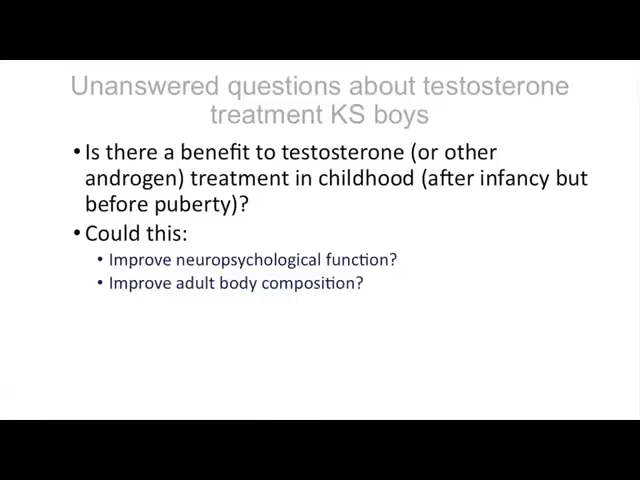 Unanswered questions about testosterone
treatment KS boys
• Is there a benefit to testosterone (or other
androgen) treatment in childhood (after infancy but
before puberty)?
• Could this:
• Improve neuropsychological function?
• Improve adult body composition?